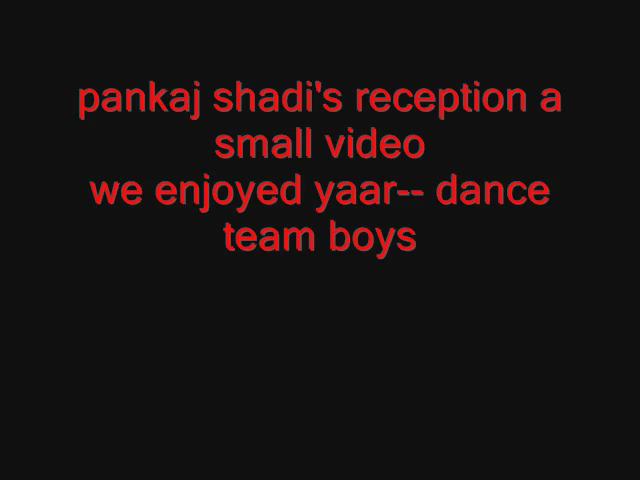 pankaj shadi's reception a
small video
we enjoyed yaar-- dance
team boys